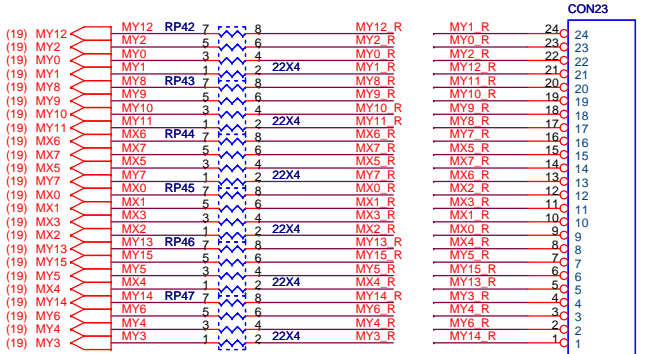 CON23
(19) MY12 MY12 RP42 7 8 MY12_R MY1_R 24 24
(19) MY2 MY2 5 6 MY2_R MY0_R 23 23
(19) MY0 MY0 3 4 MY0_R MY2_R 22 22
(19) MY1 MY1 1 2 22X4 MY1_R MY12_R 21 21
(19) MY8 MY8 RP43 7 8 MY8_R MY11_R 20 20
(19) MY9 MY9 5 6 MY9_R MY10_R 19 19
(19) MY10 MY10 3 4 MY10_R MY9_R 18 18
(19) MY11 MY11 1 2 22X4 MY11_R MY8_R 17 17
(19) MX6 MX6 RP44 7 8 MX6_R MY7_R 16 16
(19) MX7 MX7 5 6 MX7_R MX5_R 15 15
(19) MX5 MX5 3 4 MX5_R MX7_R 14 14
(19) MY7 MY7 1 2 22X4 MY7_R MX6_R 13 13
(19) MX0 MX0 RP45 7 8 MX0_R MX2_R 12 12
(19) MX1 MX1 5 6 MX1_R MX3_R 11 11
(19) MX3 MX3 3 4 MX3_R MX1_R 10 10
(19) MX2 MX2 1 2 22X4 MX2_R MX0_R 9 9
(19) MY13 MY13 RP46 7 8 MY13_R MX4_R 8 8
(19) MY15 MY15 5 6 MY15_R MY5_R 7 7
(19) MY5 MY5 3 4 MY5_R MY15_R 6 6
(19) MX4 MX4 1 2 22X4 MX4_R MY13_R 5 5
(19) MY14 MY14 RP47 7 8 MY14_R MY3_R 4 4
(19) MY6 MY6 5 6 MY6_R MY4_R 3 3
(19) MY4 MY4 3 4 MY4_R MY6_R 2 2
(19) MY3 MY3 1 2 22X4 MY3_R MY14_R 1 1